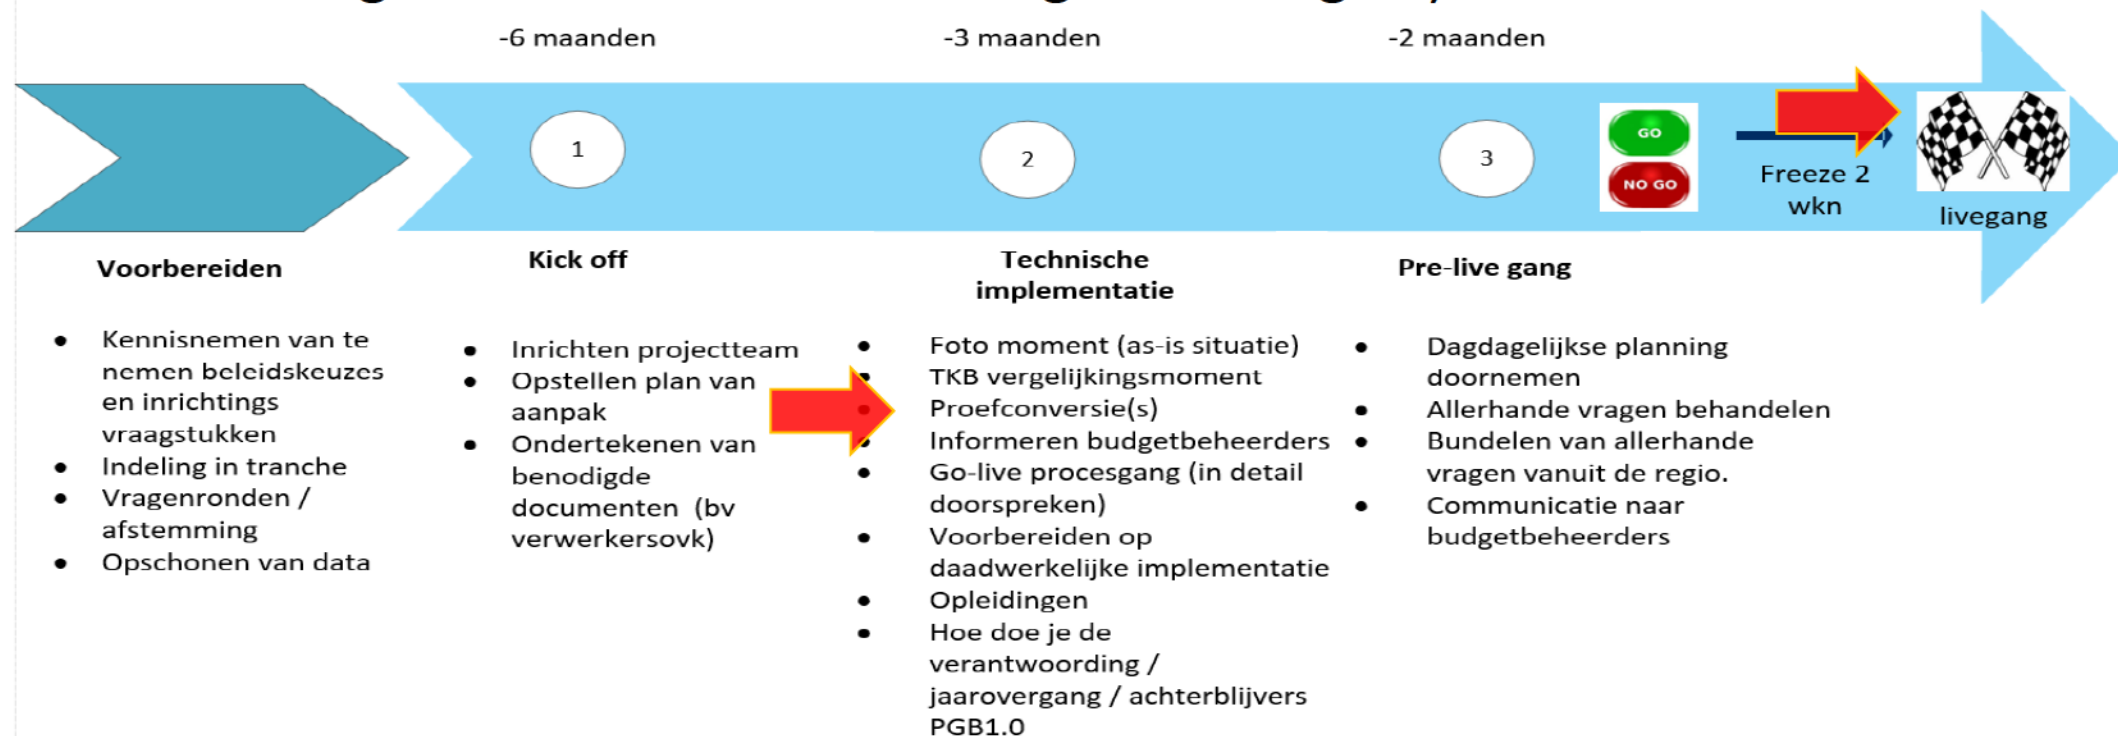 -6 maanden
-3 maanden
-2 maanden
1
2
3
GO
NO GO
Freeze 2
wkn
livegang
Voorbereiden
• Kennisnemen van te
nemen beleidskeuzes
en inrichtings
vraagstukken
• Indeling in tranche
• Vragenronden /
afstemming
• Opschonen van data
Kick off
• Inrichten projectteam
• Opstellen plan van
aanpak
• Ondertekenen van
benodigde
documenten (bv
verwerkersovk)
Technische
implementatie
• Foto moment (as-is situatie)
• TKB vergelijkingsmoment
• Proefconversie(s)
• Informeren budgetbeheerders
• Go-live procesgang (in detail
doorspreken)
• Voorbereiden op
daadwerkelijke implementatie
• Opleidingen
• Hoe doe je de
verantwoording /
jaarovergang / achterblijvers
PGB1.0
Pre-live gang
• Dagdagelijkse planning
doornemen
• Allerhande vragen behandelen
• Bundelen van allerhande
vragen vanuit de regio.
• Communicatie naar
budgetbeheerders